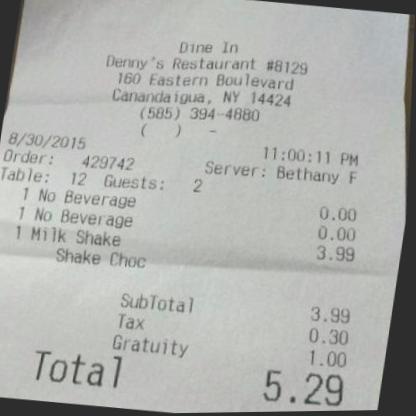 Dine In
Denny's Restaurant #8129
160 Eastern Boulevard
Canandaigua, NY 14424
(585) 394-4880
( ) -
8/30/2015 11:00:11 PM
Order: 429742 Server: Bethany F
Table: 12 Guests: 2
1 No Beverage 0.00
1 No Beverage 0.00
1 Milk Shake 3.99
Shake Choc
SubTotal 3.99
Tax 0.30
Gratuity 1.00
Total 5.29